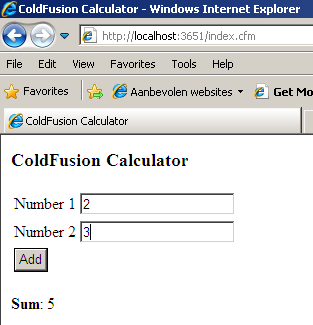 ColdFusion Calculator - Windows Internet Explorer
http://localhost:3651/index.cfm
File Edit View Favorites Tools Help
Favorites Aanbevolen websites Get Mo
ColdFusion Calculator
ColdFusion Calculator
Number 1 2
Number 2 3
Add
Sum: 5